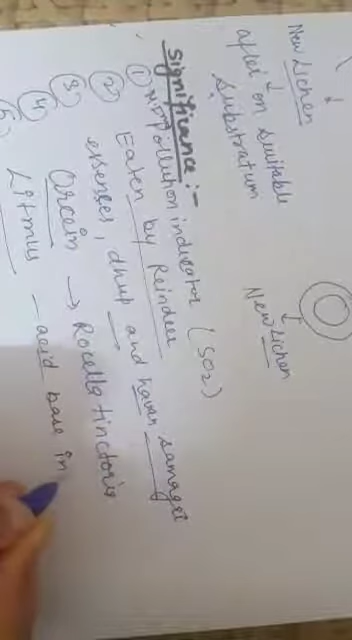 New Lichen
after on suitable
substratum
New Lichen
Significance :-
① Air pollution indicator (SO2)
② Eaten by Reindeer
③ essences, dhup and havan samagri
④ Orcein → Rocella tinctoria
Litmus - acid base in